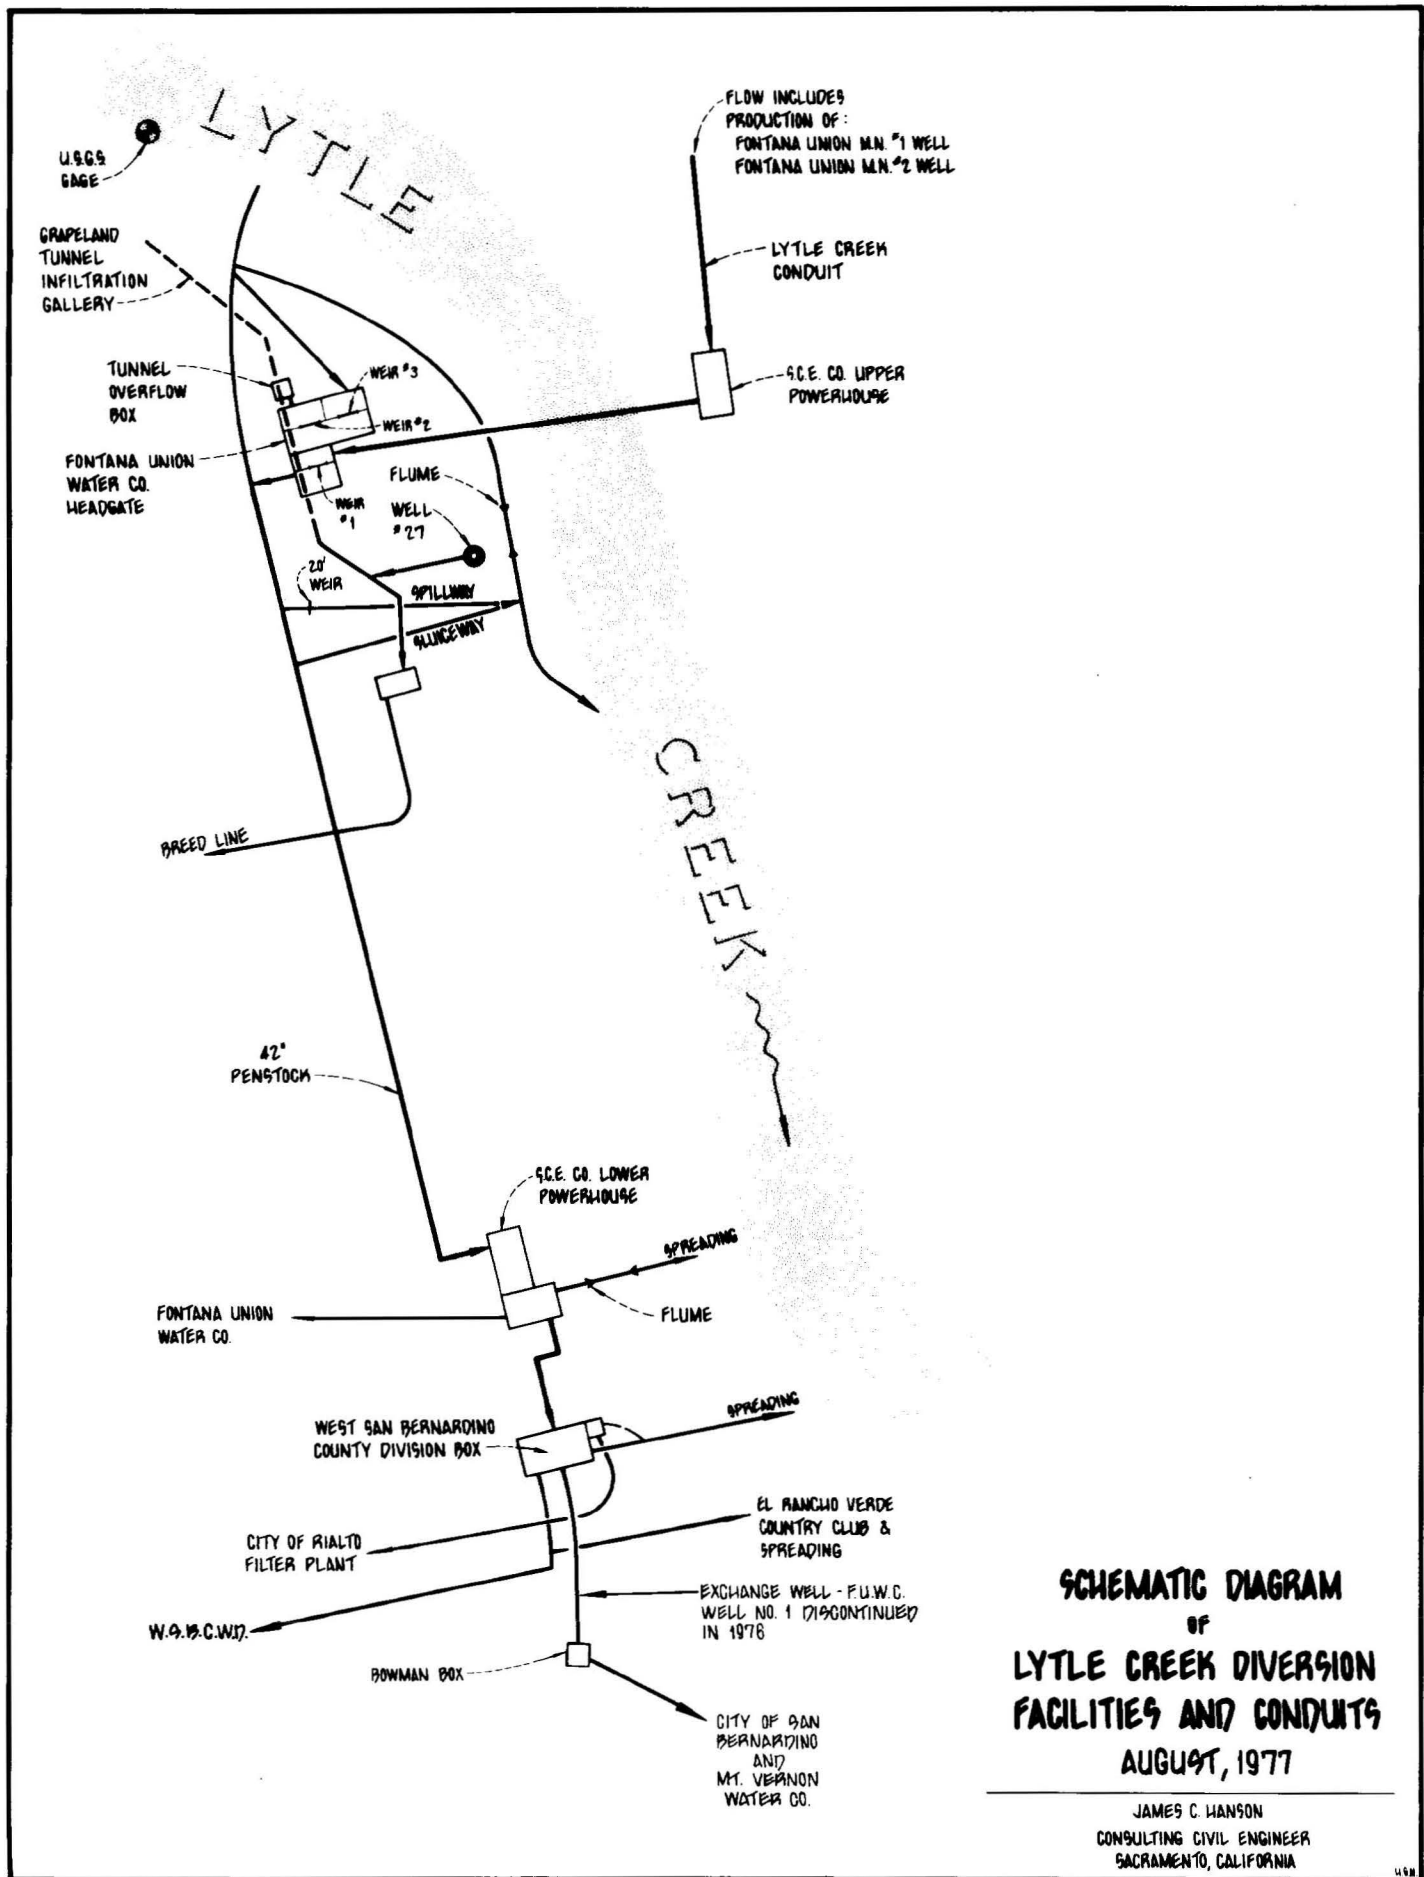 LYTLE
FLOW INCLUDES
PRODUCTION OF:
FONTANA UNION M.N. #1 WELL
FONTANA UNION M.N. #2 WELL
U.S.G.S
GAGE
GRAPELAND
TUNNEL
INFILTRATION
GALLERY
LYTLE CREEK
CONDUIT
TUNNEL
OVERFLOW
BOX
WEIR #3
S.C.E. CO. UPPER
POWERHOUSE
WEIR #2
FONTANA UNION
WATER CO.
HEADGATE
FLUME
WEIR
#1
WELL
#27
20'
WEIR
SPILLWAY
SLUICEWAY
CREEK
BREED LINE
42"
PENSTOCK
S.C.E. CO. LOWER
POWERHOUSE
SPREADING
FONTANA UNION
WATER CO.
FLUME
SPREADING
WEST SAN BERNARDINO
COUNTY DIVISION BOX
EL RANCHO VERDE
COUNTRY CLUB &
SPREADING
CITY OF RIALTO
FILTER PLANT
EXCHANGE WELL - F.U.W.C.
WELL NO. 1 DISCONTINUED
IN 1976
W.S.B.C.W.D.
BOWMAN BOX
CITY OF SAN
BERNARDINO
AND
MT. VERNON
WATER CO.
SCHEMATIC DIAGRAM
OF
LYTLE CREEK DIVERSION
FACILITIES AND CONDUITS
AUGUST, 1977
JAMES C. HANSON
CONSULTING CIVIL ENGINEER
SACRAMENTO, CALIFORNIA